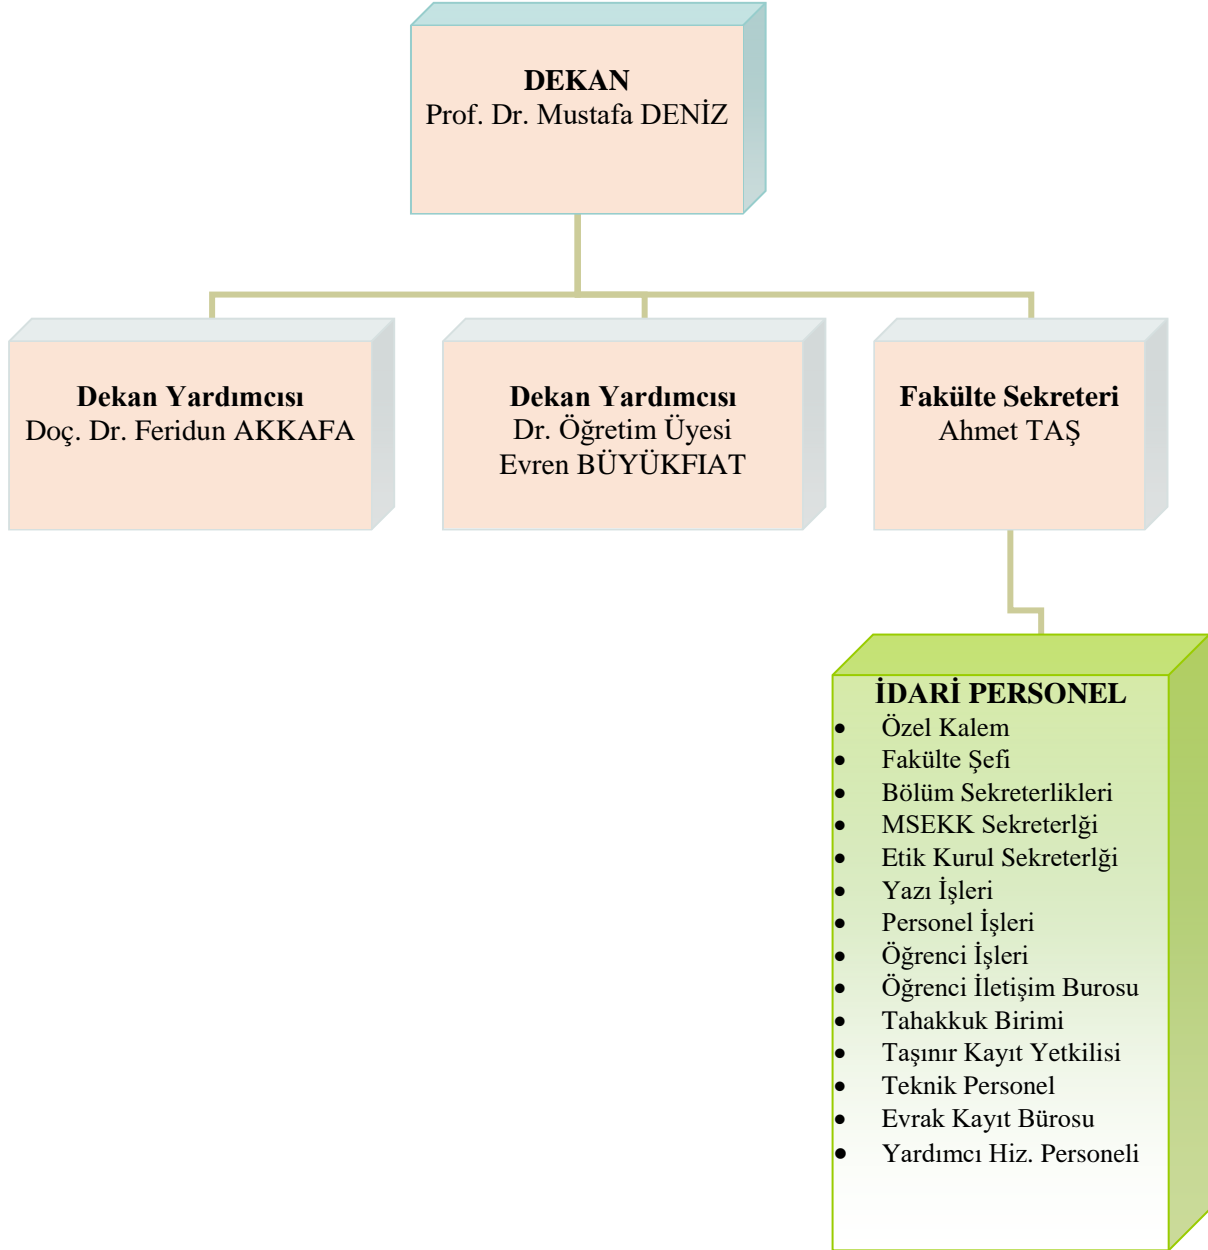 DEKAN
Prof. Dr. Mustafa DENİZ
Dekan Yardımcısı
Doç. Dr. Feridun AKKAFA
Dekan Yardımcısı
Dr. Öğretim Üyesi
Evren BÜYÜKFIAT
Fakülte Sekreteri
Ahmet TAŞ
İDARİ PERSONEL
• Özel Kalem
• Fakülte Şefi
• Bölüm Sekreterlikleri
• MSEKK Sekreterlği
• Etik Kurul Sekreterlği
• Yazı İşleri
• Personel İşleri
• Öğrenci İşleri
• Öğrenci İletişim Burosu
• Tahakkuk Birimi
• Taşınır Kayıt Yetkilisi
• Teknik Personel
• Evrak Kayıt Bürosu
• Yardımcı Hiz. Personeli